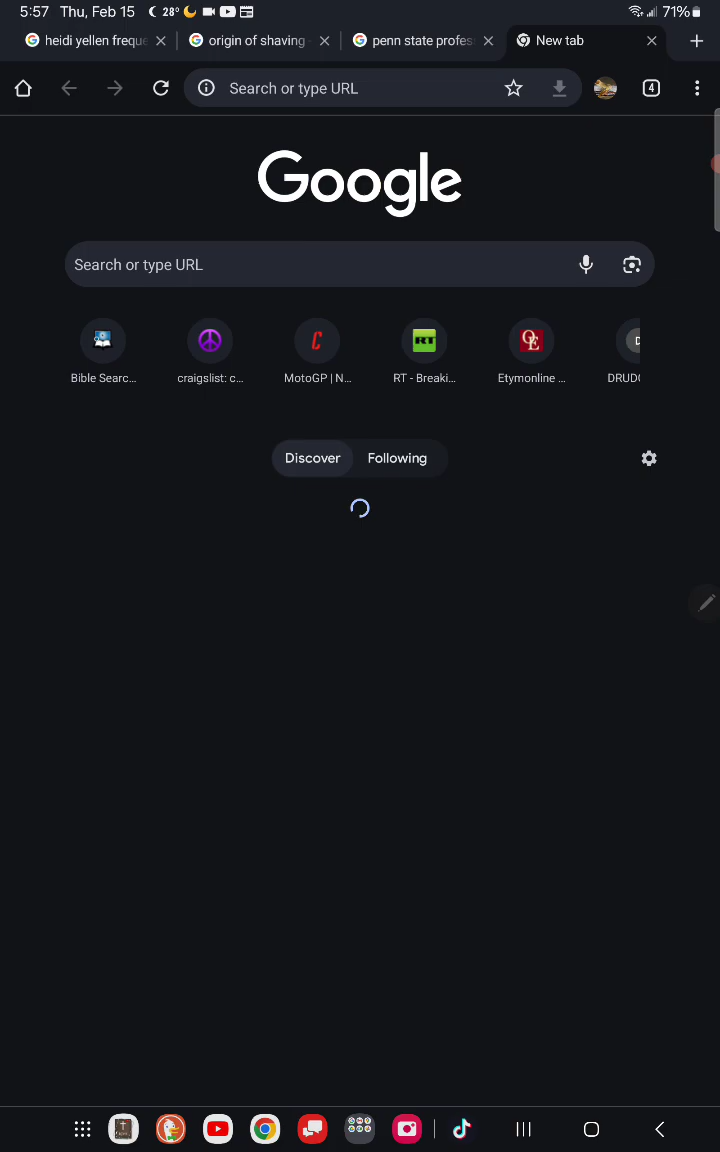 5:57 Thu, Feb 15 28° 71%
heidi yellen freque
origin of shaving
penn state profes
New tab
Search or type URL
4
Google
Search or type URL
Bible Searc...
craigslist: c...
MotoGP | N...
RT - Breaki...
Etymonline ...
DRUD
Discover
Following